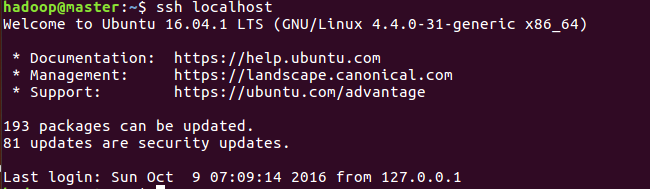 hadoop@master:~$ ssh localhost
Welcome to Ubuntu 16.04.1 LTS (GNU/Linux 4.4.0-31-generic x86_64)
* Documentation:  https://help.ubuntu.com
* Management:     https://landscape.canonical.com
* Support:        https://ubuntu.com/advantage
193 packages can be updated.
81 updates are security updates.
Last login: Sun Oct  9 07:09:14 2016 from 127.0.0.1